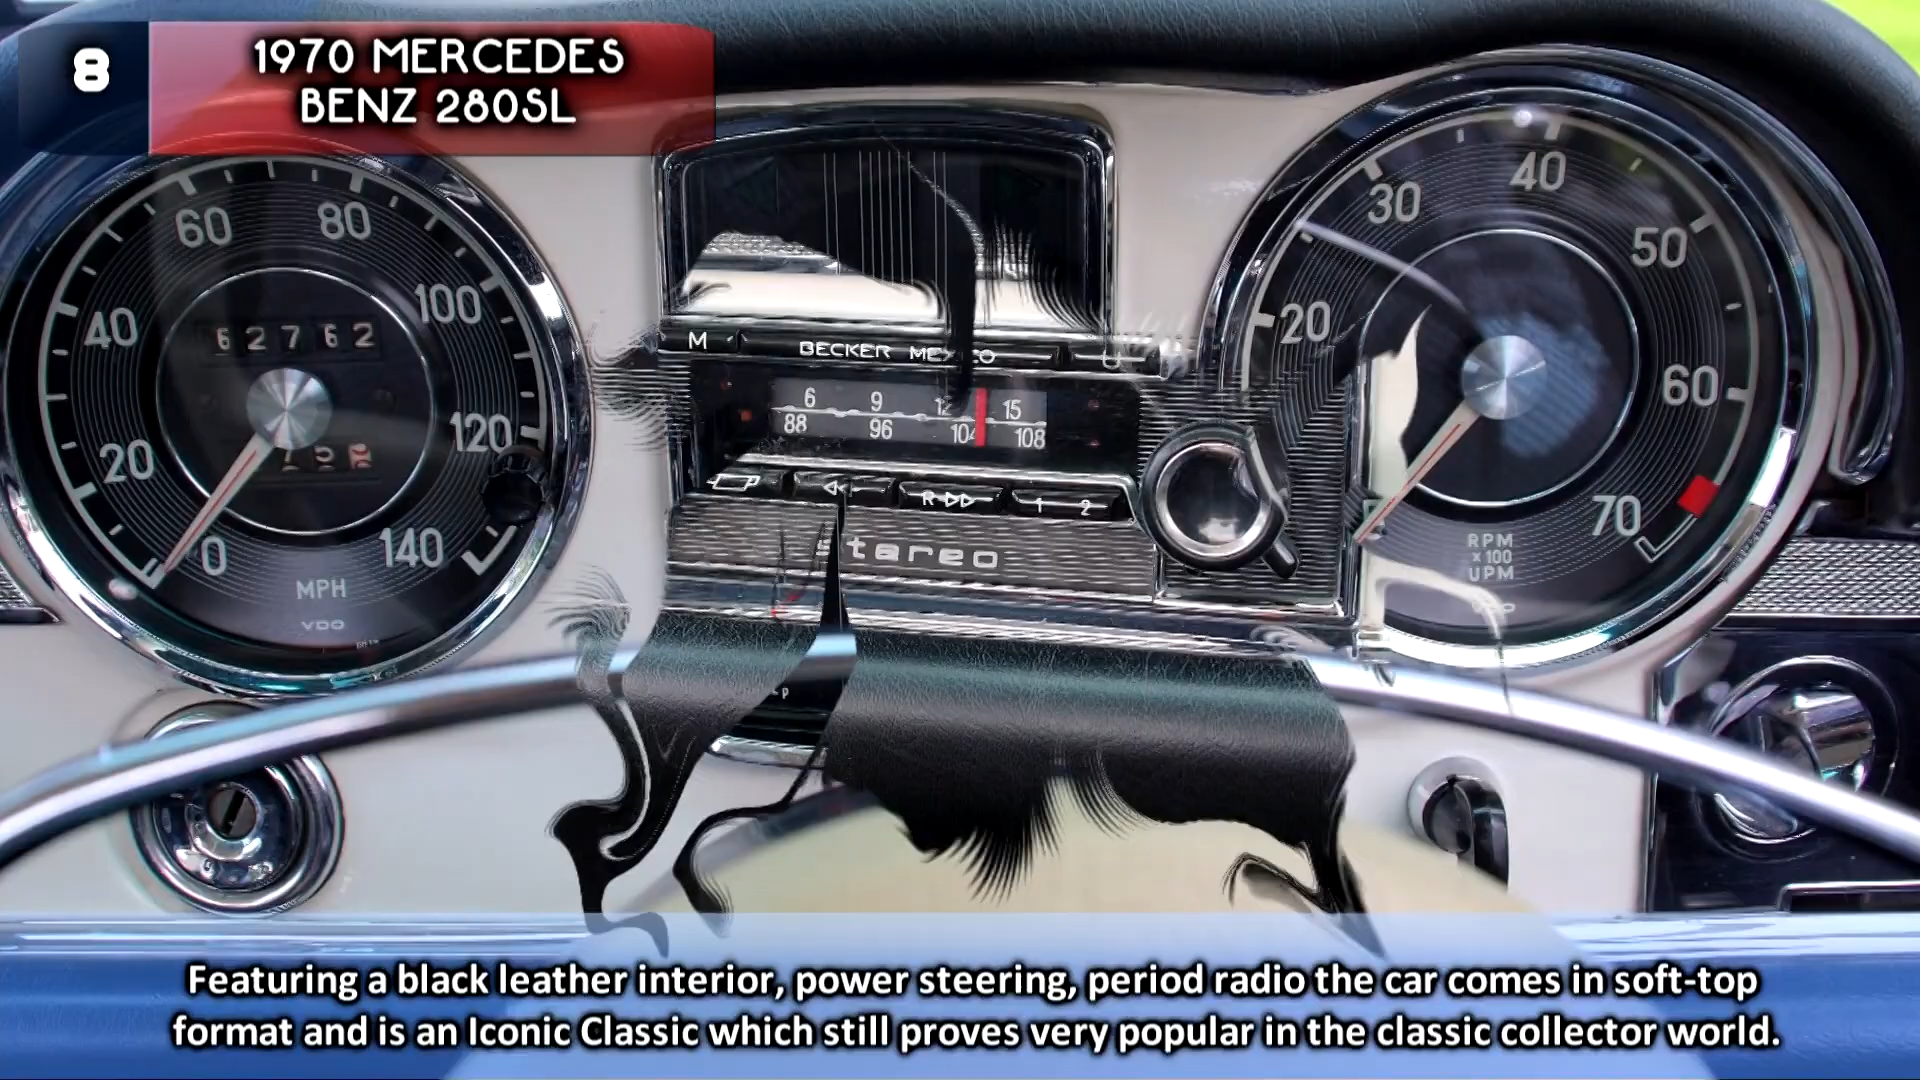 8
1970 MERCEDES
BENZ 280SL
60 80
40 100
62762
20 120
0 140
MPH
VDO
M BECKER
6 9 15
88 96 108
R 1 2
stereo
30 40 50
20 60
70
RPM
x100
UPM
VDO
Featuring a black leather interior, power steering, period radio the car comes in soft-top
format and is an Iconic Classic which still proves very popular in the classic collector world.